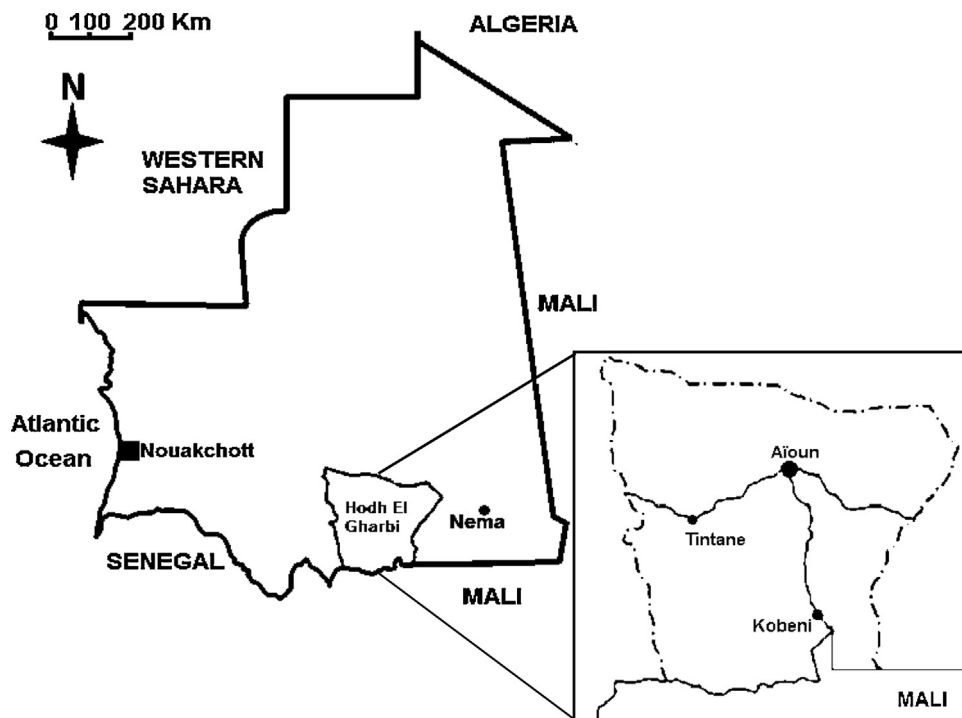 0 100 200 Km
ALGERIA
N
WESTERN
SAHARA
MALI
Atlantic
Ocean
Nouakchott
Hodh El
Gharbi
Nema
SENEGAL
MALI
Aïoun
Tintane
Kobeni
MALI